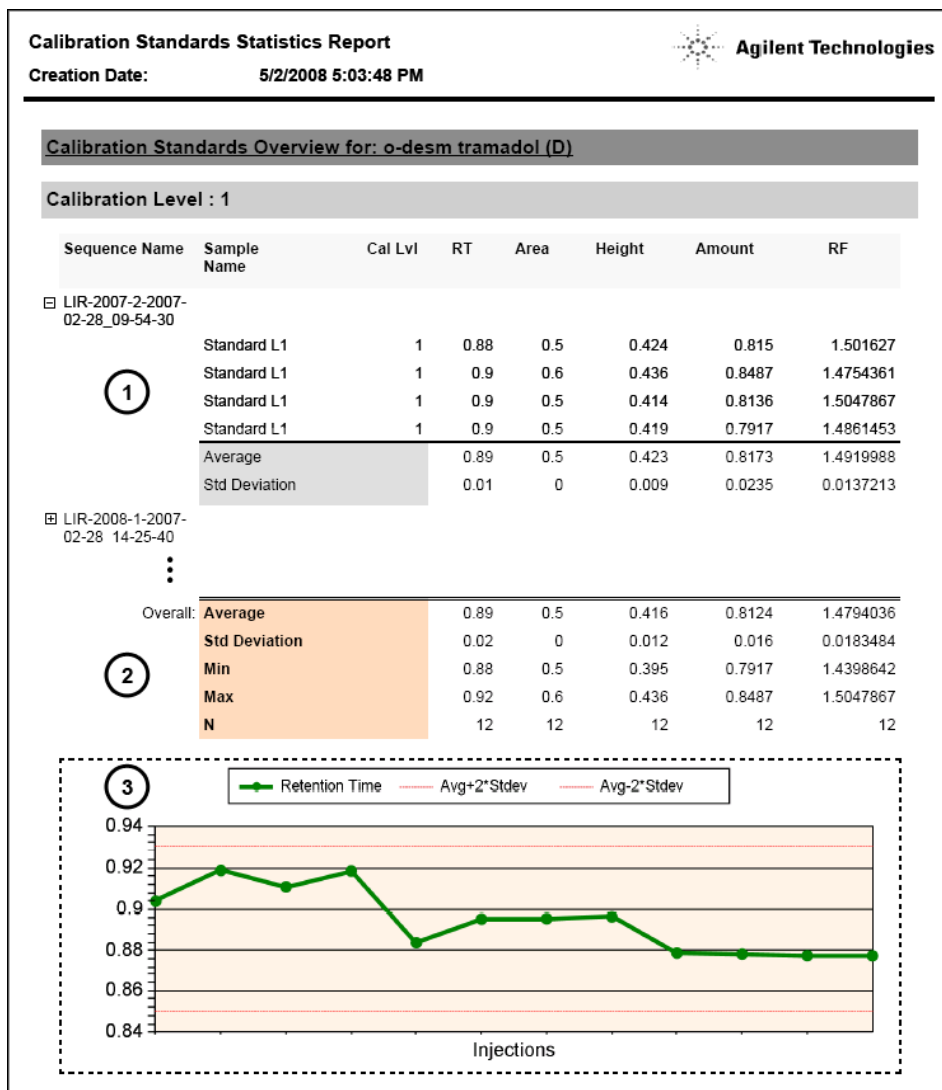 Calibration Standards Statistics Report
Agilent Technologies
Creation Date: 5/2/2008 5:03:48 PM
Calibration Standards Overview for: o-desm tramadol (D)
Calibration Level : 1
Sequence Name Sample Name Cal Lvl RT Area Height Amount RF
LIR-2007-2-2007-
02-28_09-54-30
Standard L1 1 0.88 0.5 0.424 0.815 1.501627
Standard L1 1 0.9 0.6 0.436 0.8487 1.4754361
1
Standard L1 1 0.9 0.5 0.414 0.8136 1.5047867
Standard L1 1 0.9 0.5 0.419 0.7917 1.4861453
Average 0.89 0.5 0.423 0.8173 1.4919988
Std Deviation 0.01 0 0.009 0.0235 0.0137213
LIR-2008-1-2007-
02-28 14-25-40
Overall: Average 0.89 0.5 0.416 0.8124 1.4794036
Std Deviation 0.02 0 0.012 0.016 0.0183484
2
Min 0.88 0.5 0.395 0.7917 1.4398642
Max 0.92 0.6 0.436 0.8487 1.5047867
N 12 12 12 12 12
3
Retention Time Avg+2*Stdev Avg-2*Stdev
0.94
0.92
0.9
0.88
0.86
0.84
Injections